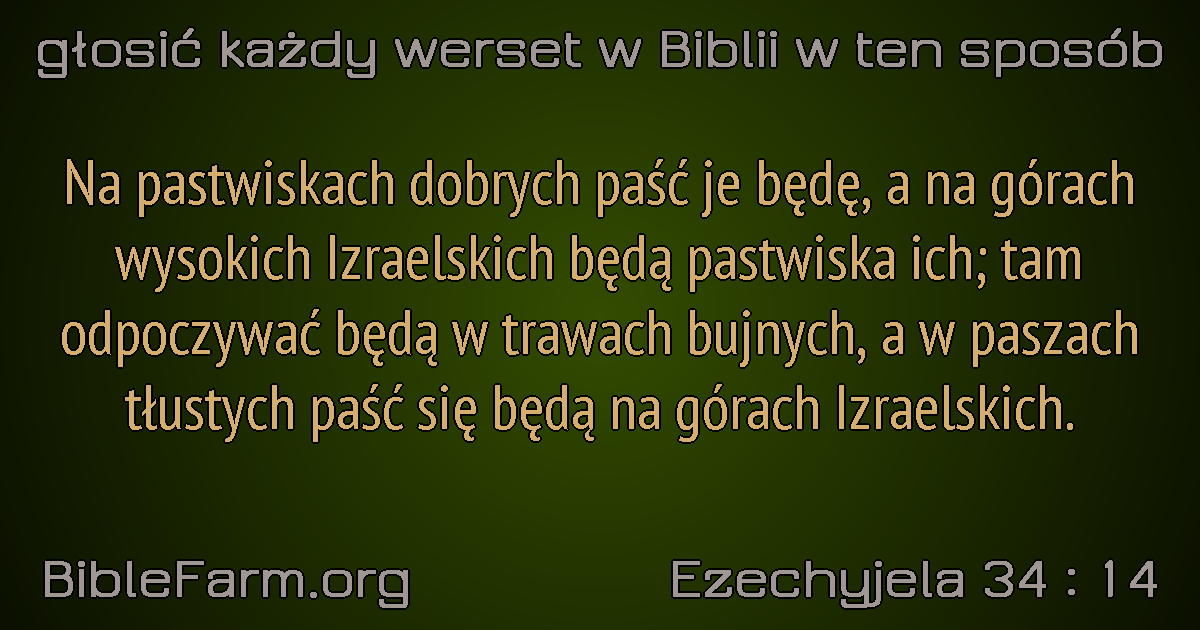 głosić każdy werset w Biblii w ten sposób
Na pastwiskach dobrych paść je będę, a na górach
wysokich Izraelskich będą pastwiska ich; tam
odpoczywać będą w trawach bujnych, a w paszach
tłustych paść się będą na górach Izraelskich.
BibleFarm.org
Ezechyjela 34 : 14